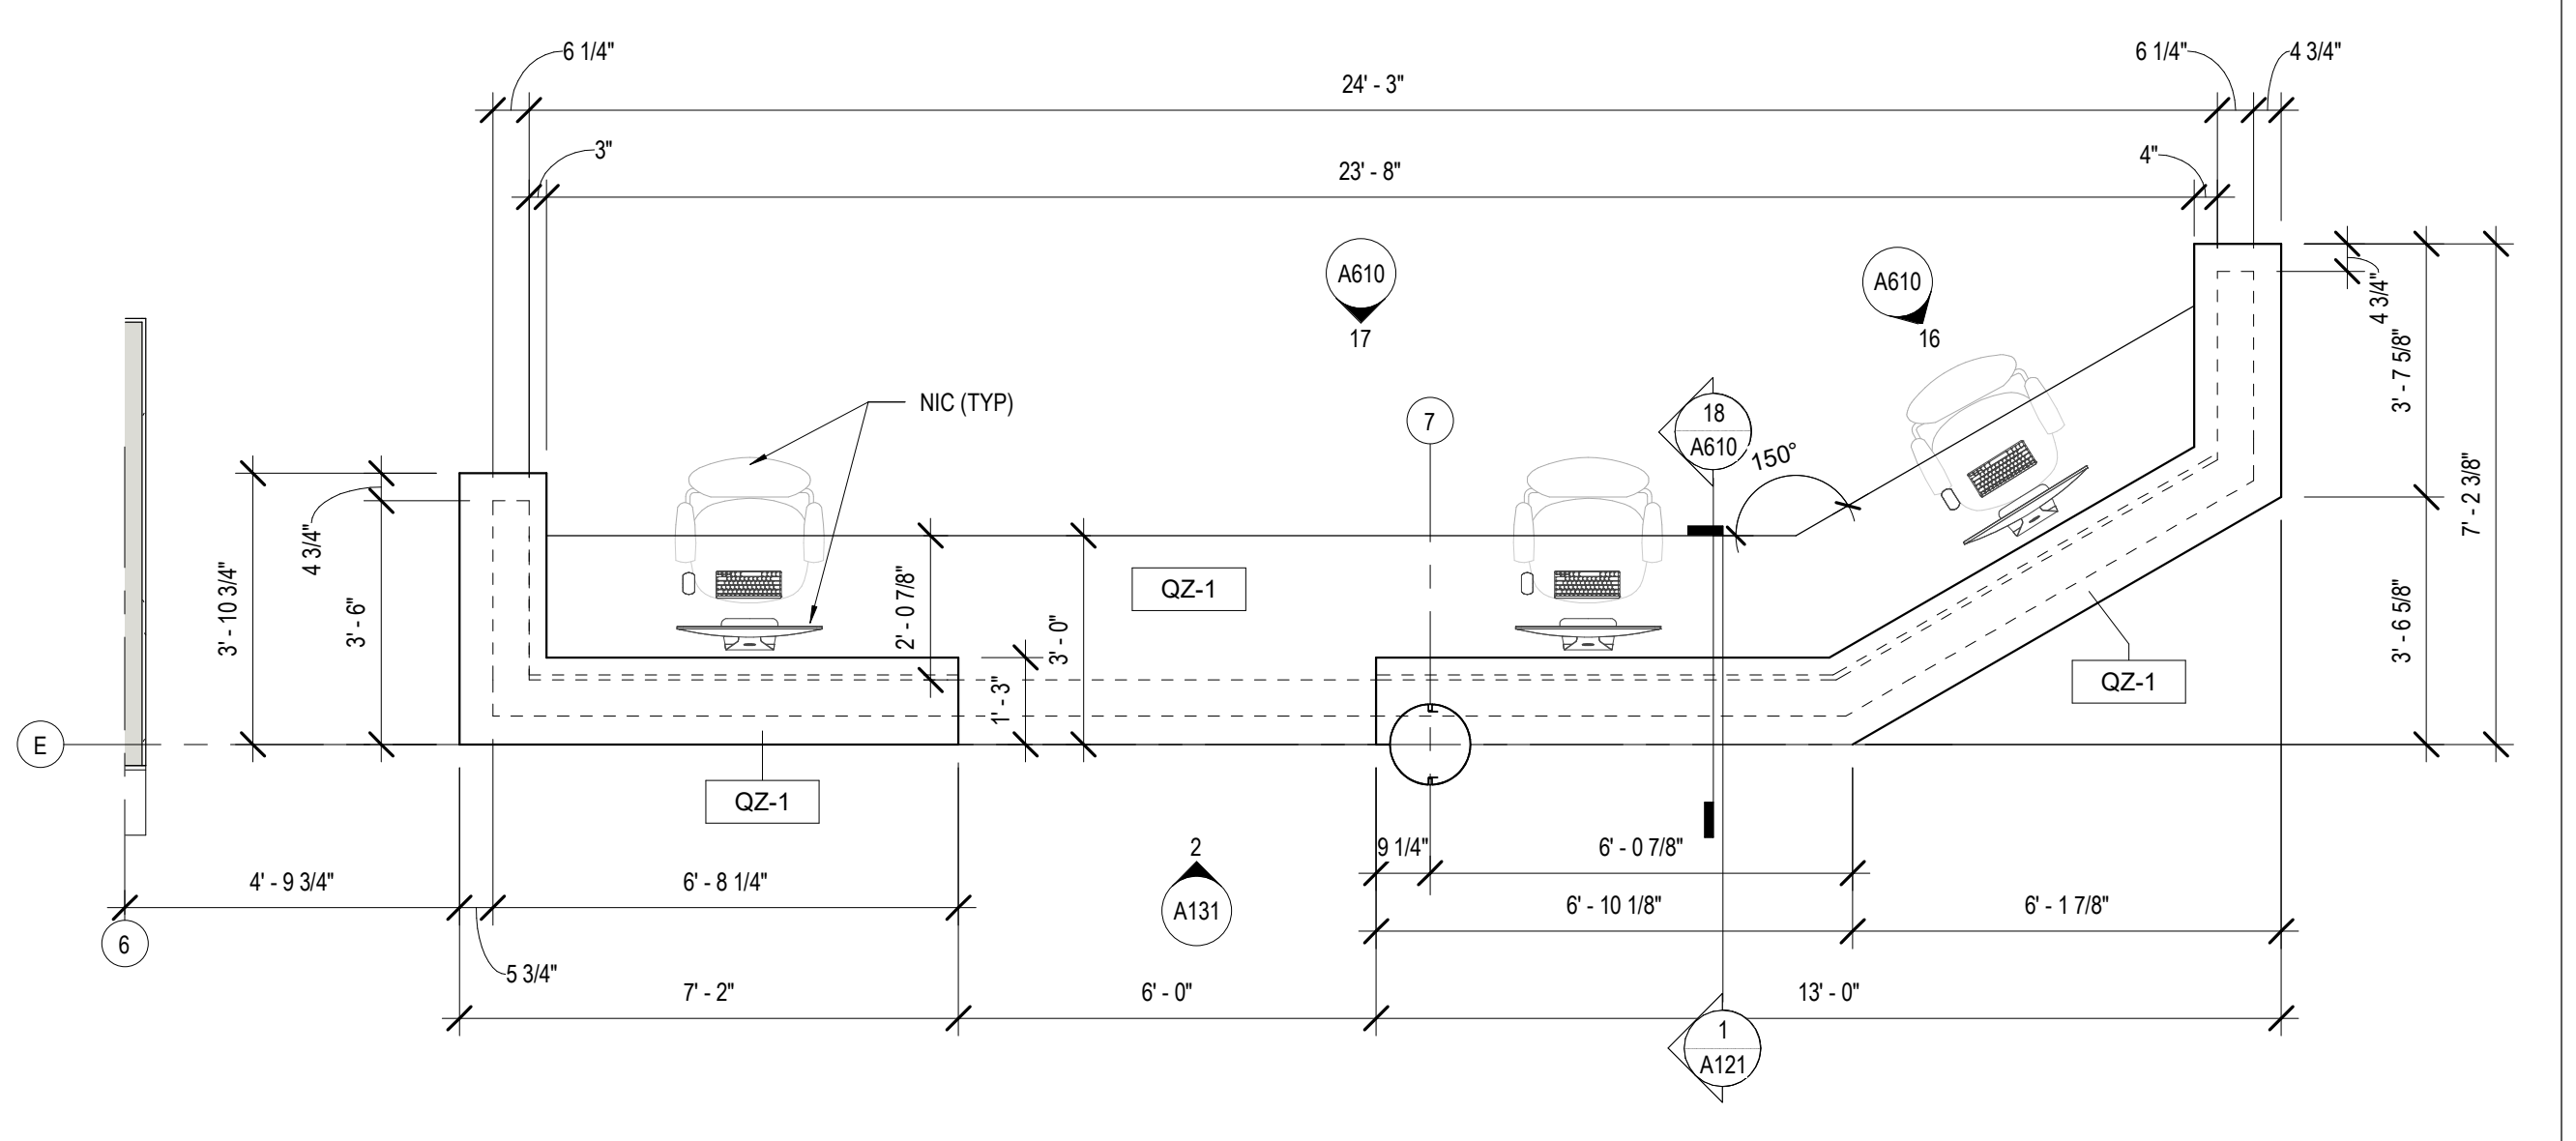 6 1/4"
6 1/4"
4 3/4"
24' - 3"
3"
4"
23' - 8"
A610
17
A610
16
4 3/4"
3' - 7 5/8"
NIC (TYP)
7
18
A610
150°
7' - 2 3/8"
4 3/4"
3' - 10 3/4"
3' - 6"
2' - 0 7/8"
3' - 0"
1' - 3"
QZ-1
3' - 6 5/8"
QZ-1
E
QZ-1
2
A131
9 1/4"
6' - 0 7/8"
4' - 9 3/4"
6' - 8 1/4"
6' - 10 1/8"
6' - 1 7/8"
6
5 3/4"
7' - 2"
6' - 0"
13' - 0"
1
A121